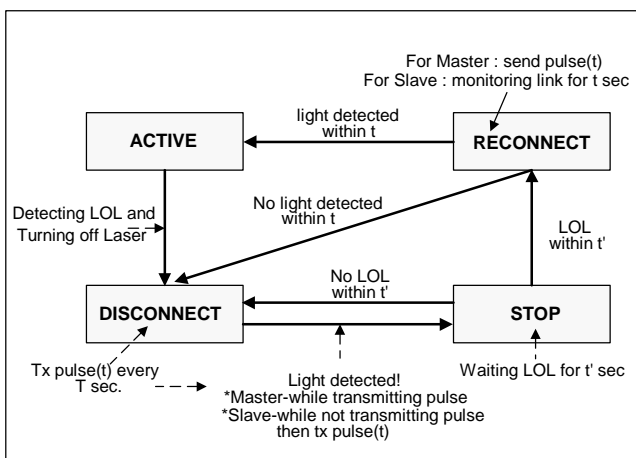 For Master : send pulse(t)
For Slave : monitoring link for t sec
light detected
within t
ACTIVE
RECONNECT
No light detected
within t
Detecting LOL and
Turning off Laser
LOL
within t'
No LOL
within t'
DISCONNECT
STOP
Tx pulse(t) every
T sec.
Light detected!
*Master-while transmitting pulse
*Slave-while not transmitting pulse
then tx pulse(t)
Waiting LOL for t' sec